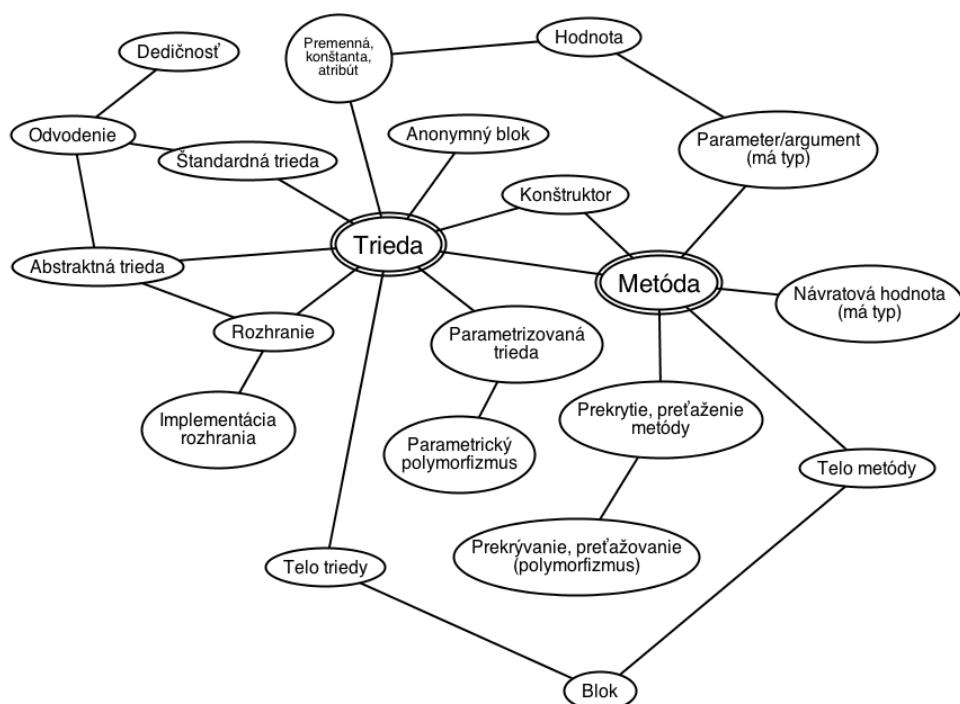 Dedičnosť
Premenná,
konštanta,
atribút
Hodnota
Odvodenie
Štandardná trieda
Anonymný blok
Parameter/argument
(má typ)
Konštruktor
Trieda
Abstraktná trieda
Metóda
Návratová hodnota
(má typ)
Rozhranie
Parametrizovaná
trieda
Implementácia
rozhrania
Parametrický
polymorfizmus
Prekrytie, preťaženie
metódy
Telo metódy
Prekrývanie, preťažovanie
(polymorfizmus)
Telo triedy
Blok